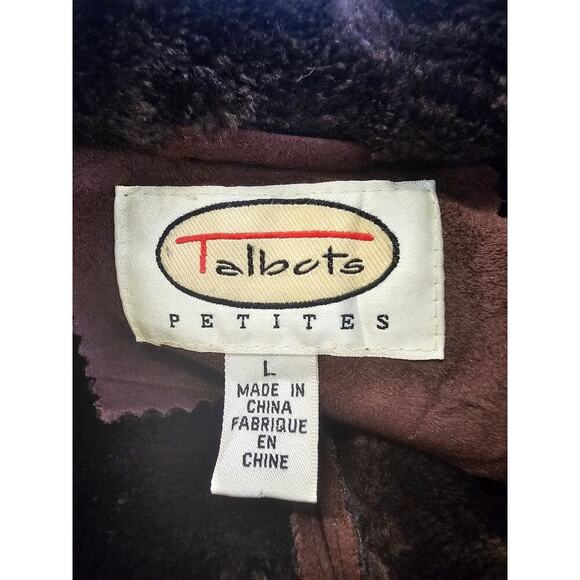 Talbots
PETITES
L
MADE IN
CHINA
FABRIQUE
EN
CHINE